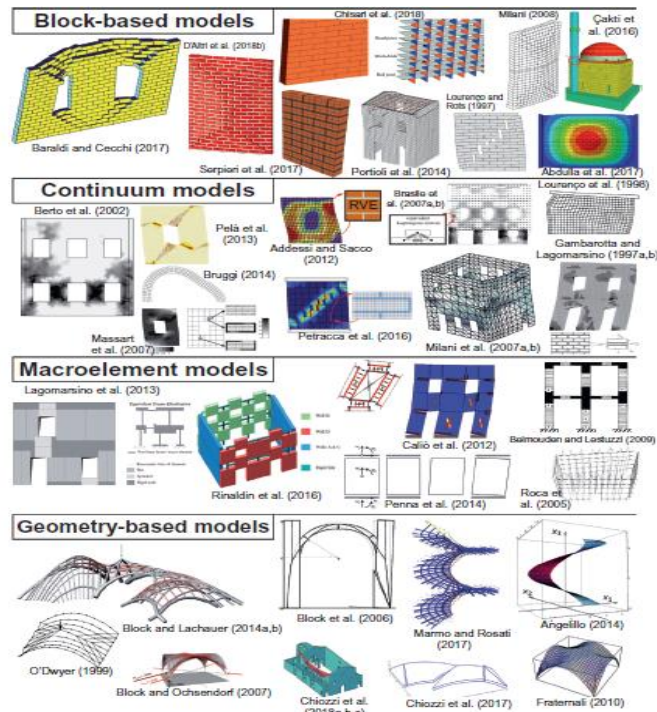 Block-based models
Chisari et al. (2018)
Milani (2008)
Çakti et
al. (2016)
D'Altri et al. (2018b)
Lourenço and
Rots (1997)
Baraldi and Cecchi (2017)
Serpieri et al. (2017)
Portioli et al. (2014)
Abdulla et al. (2017)
Continuum models
Lourenço et al. (1998)
Berto et al. (2002)
Pelà et al.
(2013)
RVE
Brasile et
al. (2007a,b)
Addessi and Sacco
(2012)
Gambarotta and
Lagomarsino
(1997a,b)
Bruggi (2014)
Massart et
al. (2007)
Petracca et al. (2016)
Milani et al. (2007a,b)
Macroelement models
Lagomarsino et al. (2013)
Caliò et al. (2012)
Belmouden and Lestuzzi (2009)
Rinaldin et al. (2016)
Penna et al. (2014)
Roca et
al. (2005)
Geometry-based models
Block and Lachauer (2014a,b)
Block et al. (2006)
Marmo and Rosati
(2017)
Angelillo (2014)
O'Dwyer (1999)
Block and Ochsendorf (2007)
Chiozzi et al.
Chiozzi et al. (2017)
Fraternali (2010)